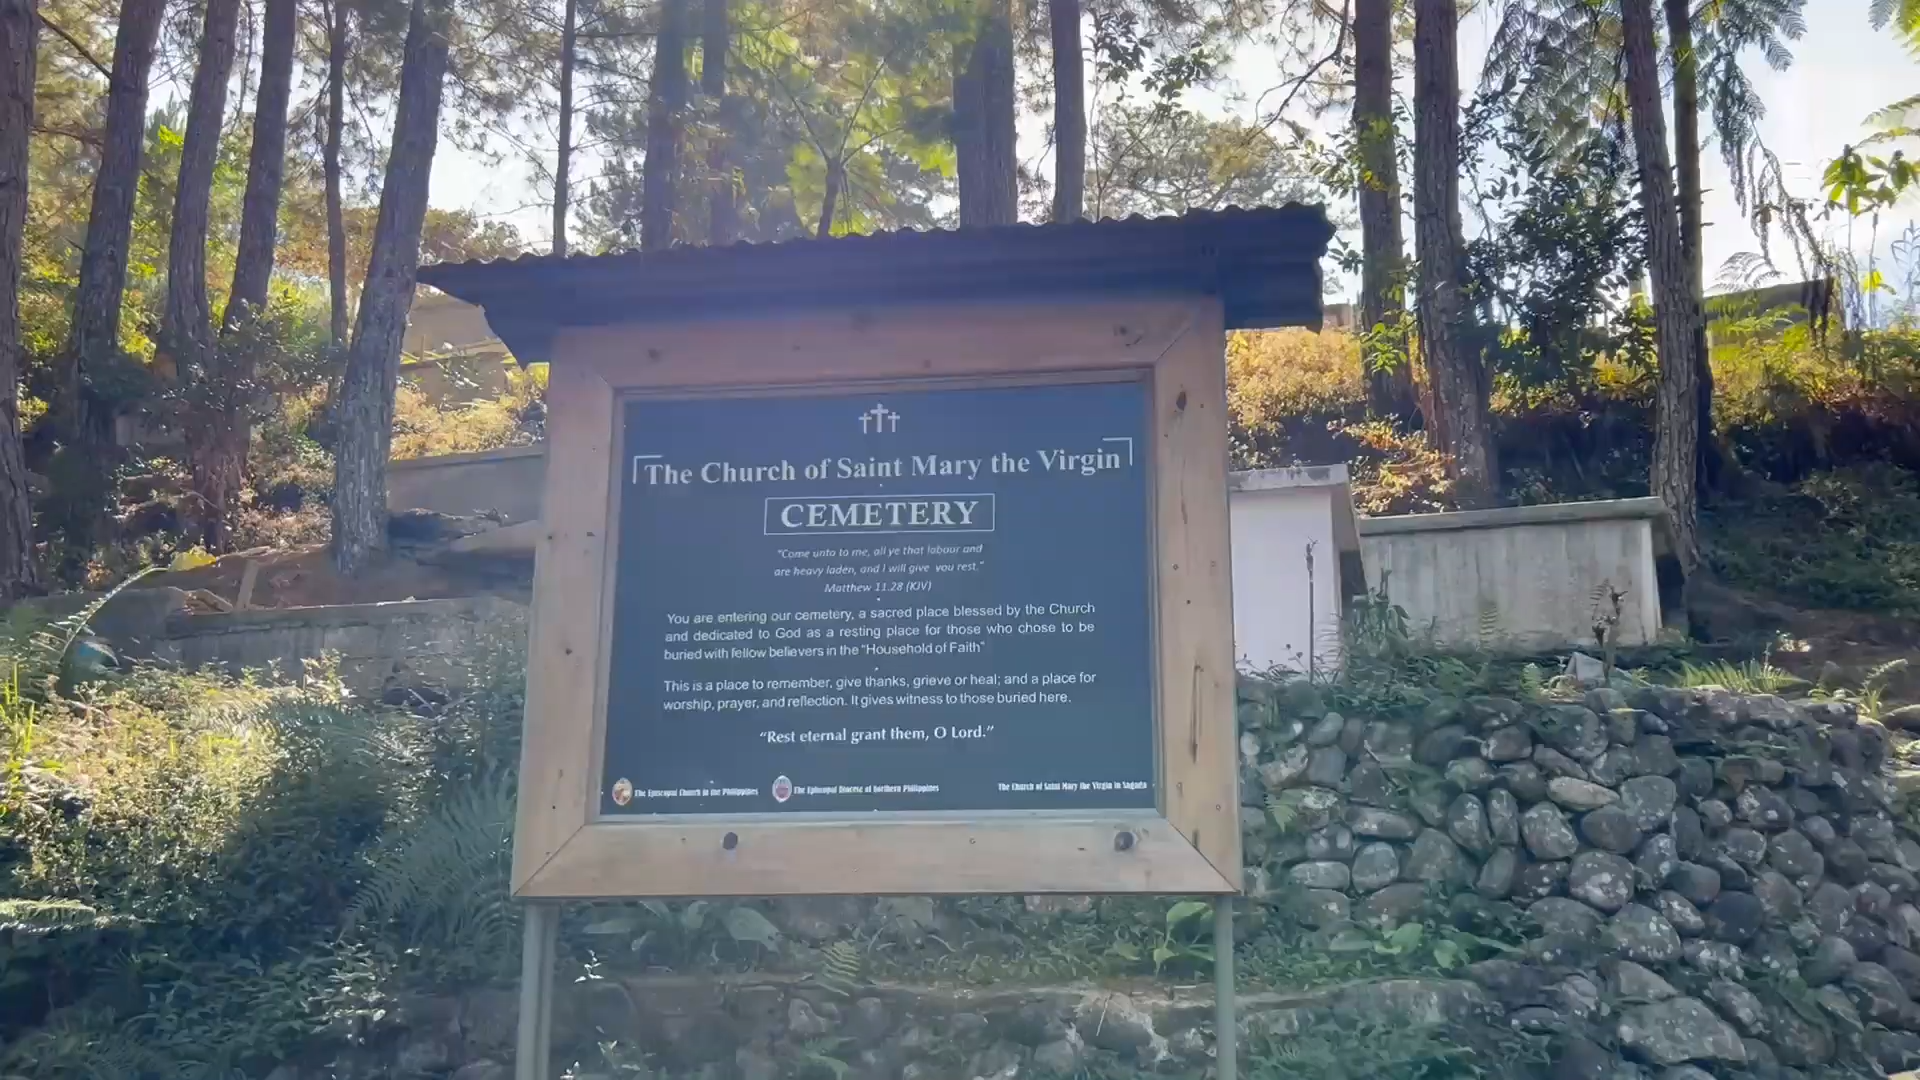 The Church of Saint Mary the Virgin
CEMETERY
"Come unto to me, all ye that labour and
are heavy laden, and I will give you rest."
Matthew 11.28 (KJV)
You are entering our cemetery, a sacred place blessed by the Church
and dedicated to God as a resting place for those who chose to be
buried with fellow believers in the "Household of Faith"
This is a place to remember, give thanks, grieve or heal; and a place for
worship, prayer, and reflection. It gives witness to those buried here.
"Rest eternal grant them, O Lord."
The Episcopal Church in the Philippines
The Episcopal Diocese of Northern Philippines
The Church of Saint Mary the Virgin in Sagada